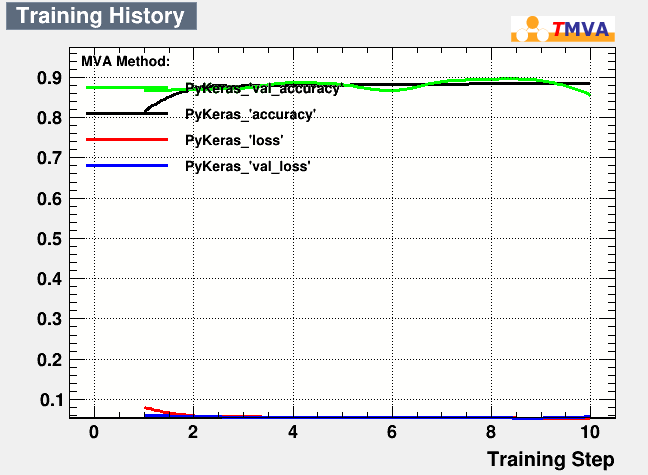 Training History
TMVA
MVA Method:
PyKeras_'val_accuracy'
PyKeras_'accuracy'
PyKeras_'loss'
PyKeras_'val_loss'
0.9
0.8
0.7
0.6
0.5
0.4
0.3
0.2
0.1
0 2 4 6 8 10
Training Step